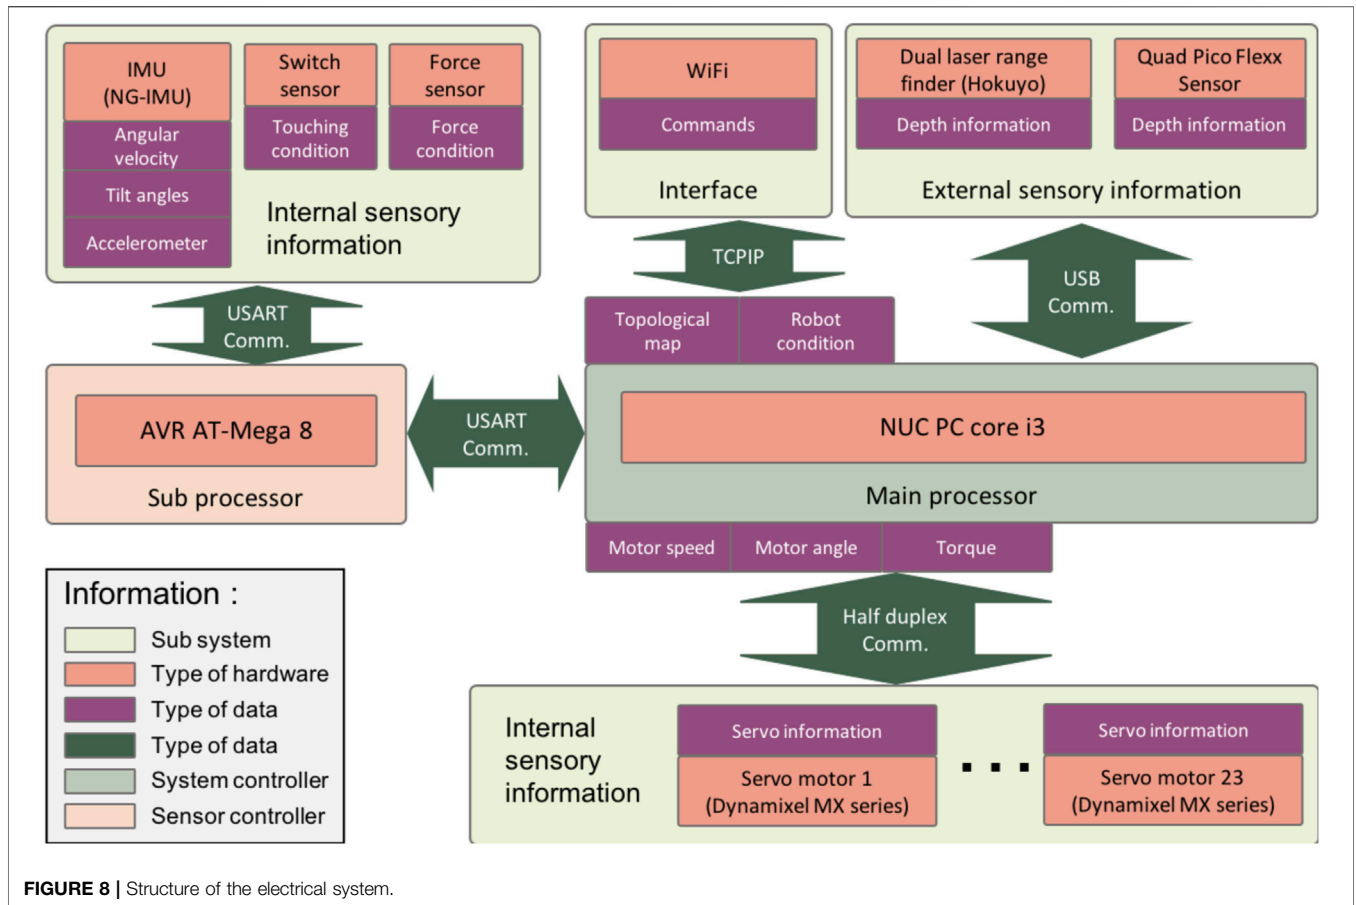 IMU
(NG-IMU)
Angular
velocity
Tilt angles
Accelerometer
Switch
sensor
Touching
condition
Force
sensor
Force
condition
Internal sensory
information
WiFi
Commands
Interface
Dual laser range
finder (Hokuyo)
Depth information
Quad Pico Flexx
Sensor
Depth information
External sensory information
USART
Comm.
TCPIP
USB
Comm.
Topological
map
Robot
condition
AVR AT-Mega 8
Sub processor
USART
Comm.
NUC PC core i3
Main processor
Motor speed
Motor angle
Torque
Half duplex
Comm.
Information :
Sub system
Type of hardware
Type of data
Type of data
System controller
Sensor controller
Internal
sensory
information
Servo information
Servo motor 1
(Dynamixel MX series)
...
Servo information
Servo motor 23
(Dynamixel MX series)
FIGURE 8 | Structure of the electrical system.